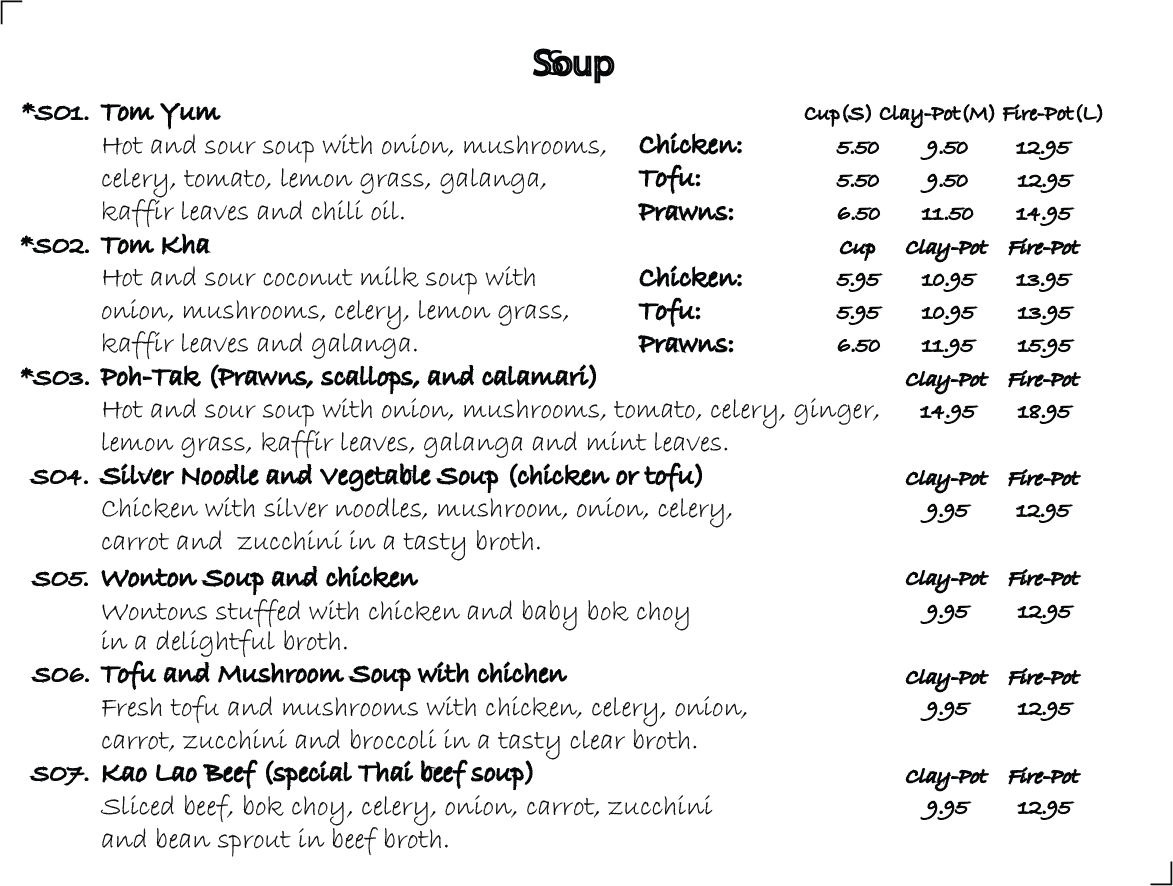 Soup
*S01. Tom Yum Cup(S) Clay-Pot(M) Fire-Pot(L)
Hot and sour soup with onion, mushrooms, Chicken: 5.50 9.50 12.95
celery, tomato, lemon grass, galanga, Tofu: 5.50 9.50 12.95
kaffir leaves and chili oil. Prawns: 6.50 11.50 14.95
*S02. Tom Kha Cup Clay-Pot Fire-Pot
Hot and sour coconut milk soup with Chicken: 5.95 10.95 13.95
onion, mushrooms, celery, lemon grass, Tofu: 5.95 10.95 13.95
kaffir leaves and galanga. Prawns: 6.50 11.95 15.95
*S03. Poh-Tak (Prawns, scallops, and calamari) Clay-Pot Fire-Pot
Hot and sour soup with onion, mushrooms, tomato, celery, ginger, 14.95 18.95
lemon grass, kaffir leaves, galanga and mint leaves.
S04. Silver Noodle and Vegetable Soup (chicken or tofu) Clay-Pot Fire-Pot
Chicken with silver noodles, mushroom, onion, celery, 9.95 12.95
carrot and zucchini in a tasty broth.
S05. Wonton Soup and chicken Clay-Pot Fire-Pot
Wontons stuffed with chicken and baby bok choy 9.95 12.95
in a delightful broth.
S06. Tofu and Mushroom Soup with chichen Clay-Pot Fire-Pot
Fresh tofu and mushrooms with chicken, celery, onion, 9.95 12.95
carrot, zucchini and broccoli in a tasty clear broth.
S07. Kao Lao Beef (special Thai beef soup) Clay-Pot Fire-Pot
Sliced beef, bok choy, celery, onion, carrot, zucchini 9.95 12.95
and bean sprout in beef broth.